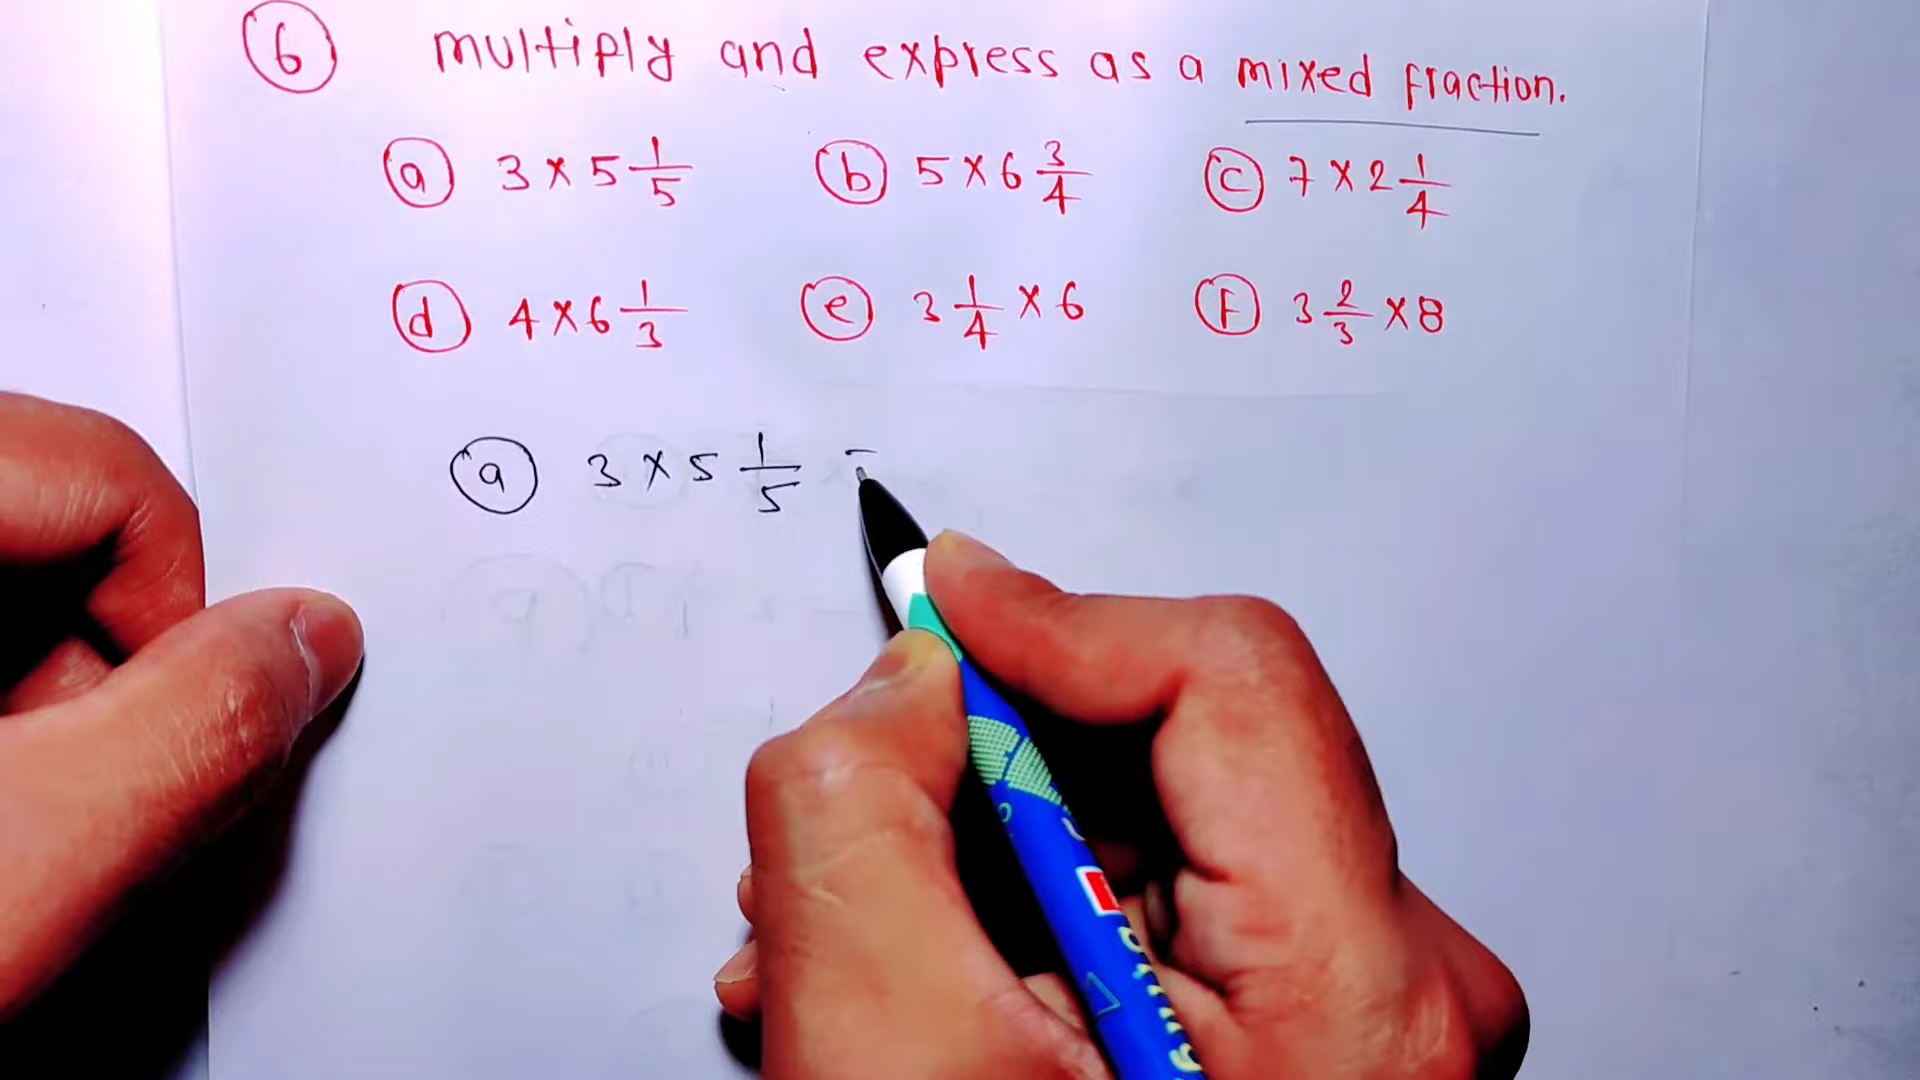 6 multiply and express as a mixed fraction.
a 3 × 5 1/5 b 5 × 6 3/4 c 7 × 2 1/4
d 4 × 6 1/3 e 3 1/4 × 6 f 3 2/3 × 8
a 3 × 5 1/5 =